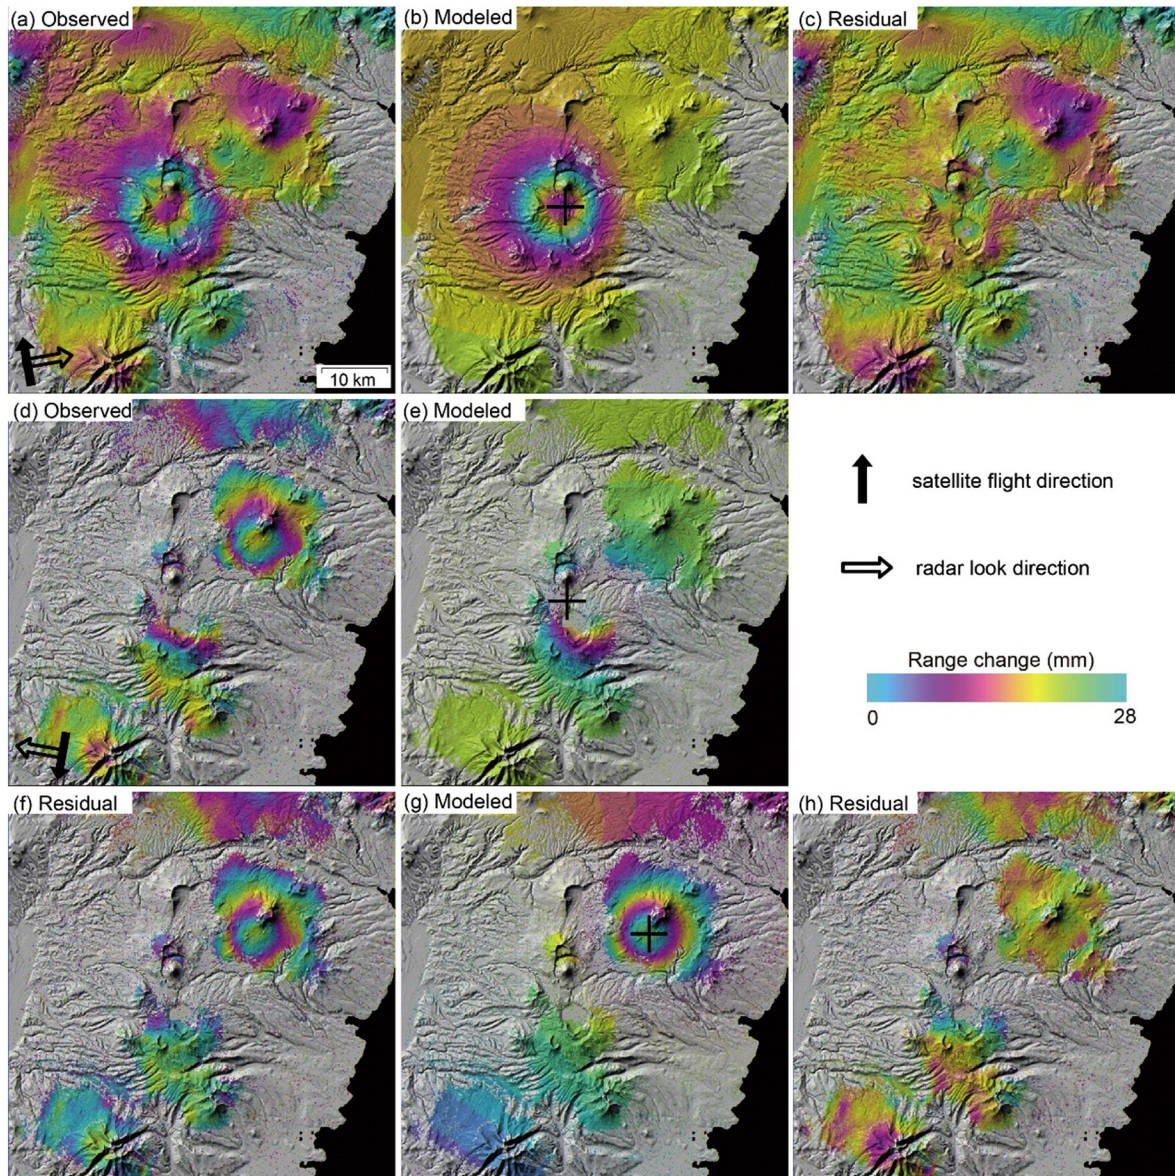 (a) Observed
(b) Modeled
(c) Residual
10 km
(d) Observed
(e) Modeled
satellite flight direction
radar look direction
Range change (mm)
0
28
(f) Residual
(g) Modeled
(h) Residual